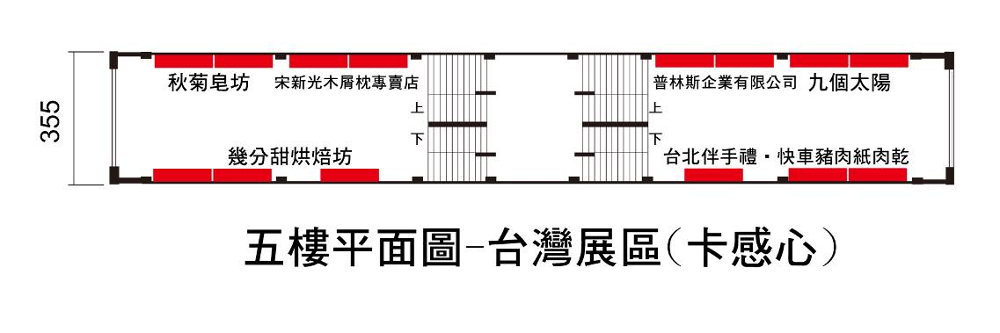 秋菊皂坊
宋新光木屑枕專賣店
普林斯企業有限公司
九個太陽
上
下
上
下
355
幾分甜烘焙坊
台北伴手禮・快車豬肉紙肉乾
五樓平面圖-台灣展區(卡感心)